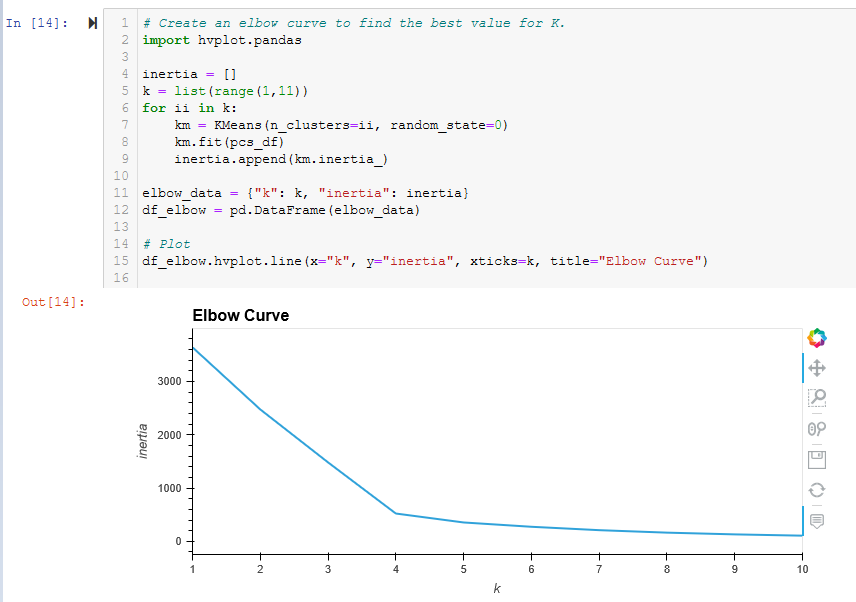 In [14]:
1 # Create an elbow curve to find the best value for K.
2 import hvplot.pandas
3
4 inertia = []
5 k = list(range(1,11))
6 for ii in k:
7     km = KMeans(n_clusters=ii, random_state=0)
8     km.fit(pcs_df)
9     inertia.append(km.inertia_)
10
11 elbow_data = {"k": k, "inertia": inertia}
12 df_elbow = pd.DataFrame(elbow_data)
13
14 # Plot
15 df_elbow.hvplot.line(x="k", y="inertia", xticks=k, title="Elbow Curve")
16
Out[14]:
Elbow Curve
3000
2000
1000
0
inertia
1 2 3 4 5 6 7 8 9 10
k